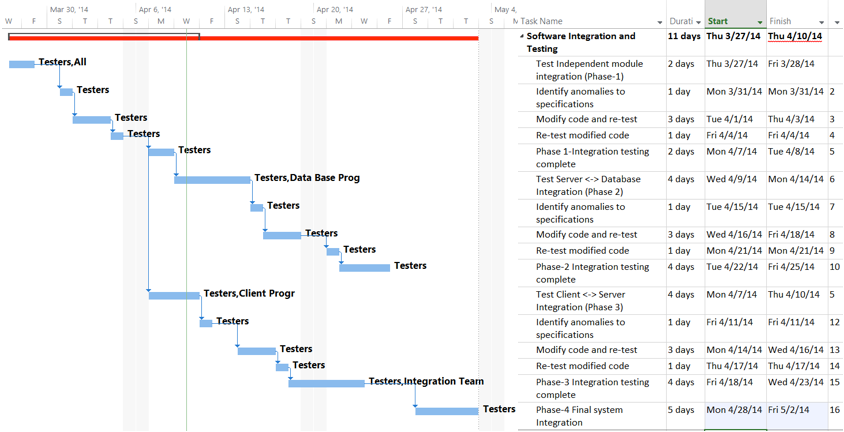 Mar 30, '14 Apr 6, '14 Apr 13, '14 Apr 20, '14 Apr 27, '14 May 4,
W F S T T S M W F S T T S M W F S T T S M Task Name Durati Start Finish
Software Integration and Testing 11 days Thu 3/27/14 Thu 4/10/14
Testers,All Test Independent module integration (Phase-1) 2 days Thu 3/27/14 Fri 3/28/14
Testers Identify anomalies to specifications 1 day Mon 3/31/14 Mon 3/31/14 2
Testers Modify code and re-test 3 days Tue 4/1/14 Thu 4/3/14 3
Testers Re-test modified code 1 day Fri 4/4/14 Fri 4/4/14 4
Testers Phase 1-Integration testing complete 2 days Mon 4/7/14 Tue 4/8/14 5
Testers,Data Base Prog Test Server <-> Database Integration (Phase 2) 4 days Wed 4/9/14 Mon 4/14/14 6
Testers Identify anomalies to specifications 1 day Tue 4/15/14 Tue 4/15/14 7
Testers Modify code and re-test 3 days Wed 4/16/14 Fri 4/18/14 8
Testers Re-test modified code 1 day Mon 4/21/14 Mon 4/21/14 9
Testers Phase-2 Integration testing complete 4 days Tue 4/22/14 Fri 4/25/14 10
Testers,Client Progr Test Client <-> Server Integration (Phase 3) 4 days Mon 4/7/14 Thu 4/10/14 5
Testers Identify anomalies to specifications 1 day Fri 4/11/14 Fri 4/11/14 12
Testers Modify code and re-test 3 days Mon 4/14/14 Wed 4/16/14 13
Testers Re-test modified code 1 day Thu 4/17/14 Thu 4/17/14 14
Testers,Integration Team Phase-3 Integration testing complete 4 days Fri 4/18/14 Wed 4/23/14 15
Testers Phase-4 Final system Integration 5 days Mon 4/28/14 Fri 5/2/14 16